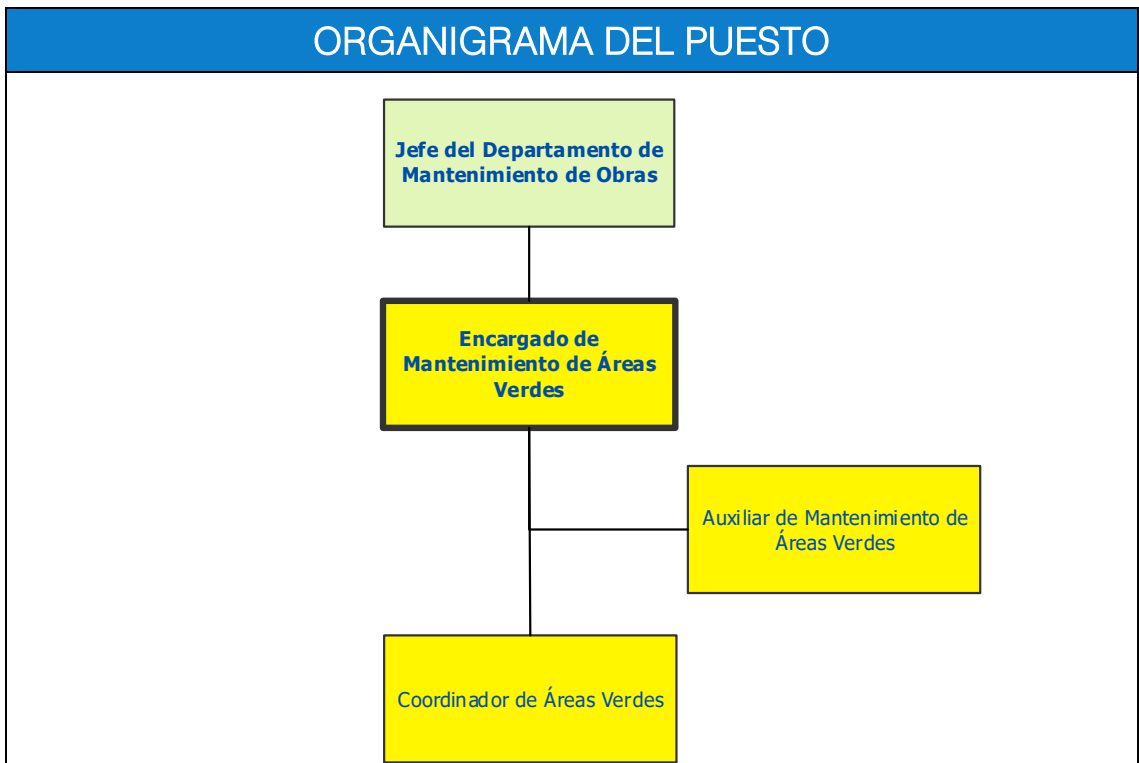 ORGANIGRAMA DEL PUESTO
Jefe del Departamento de
Mantenimiento de Obras
Encargado de
Mantenimiento de Áreas
Verdes
Auxiliar de Mantenimiento de
Áreas Verdes
Coordinador de Áreas Verdes